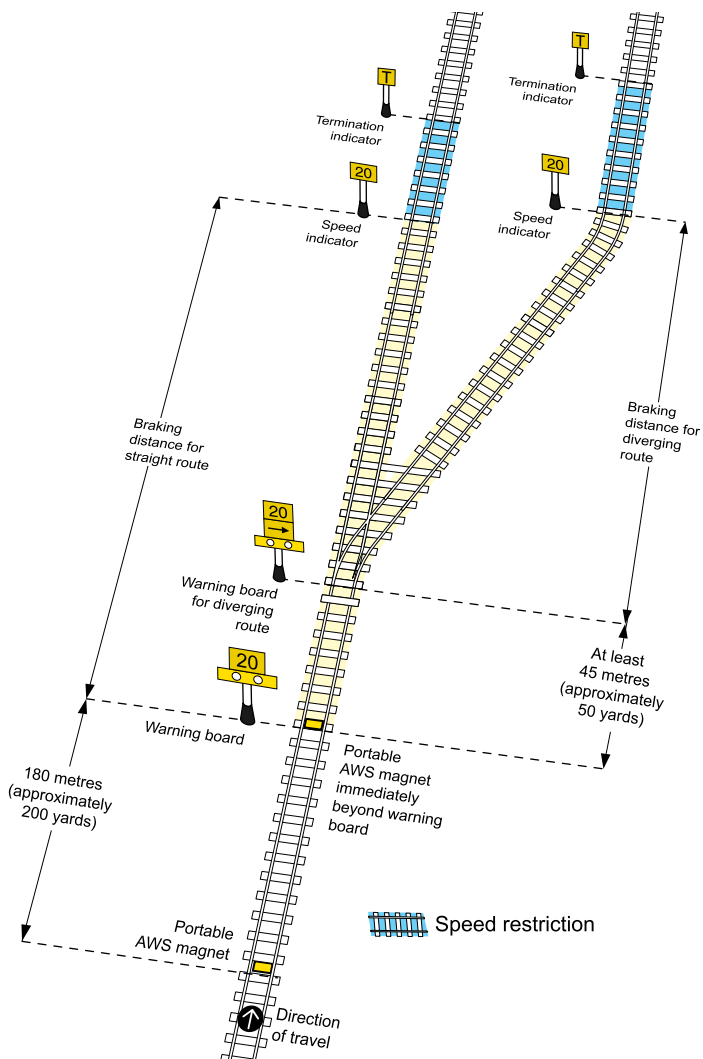 T
Termination
indicator
T
Termination
indicator
20
Speed
indicator
20
Speed
indicator
Braking
distance for
straight route
Braking
distance for
diverging
route
20
Warning board
for diverging
route
At least
45 metres
(approximately
50 yards)
20
Warning board
Portable
AWS magnet
immediately
beyond warning
board
180 metres
(approximately
200 yards)
Portable
AWS magnet
Speed restriction
Direction
of travel